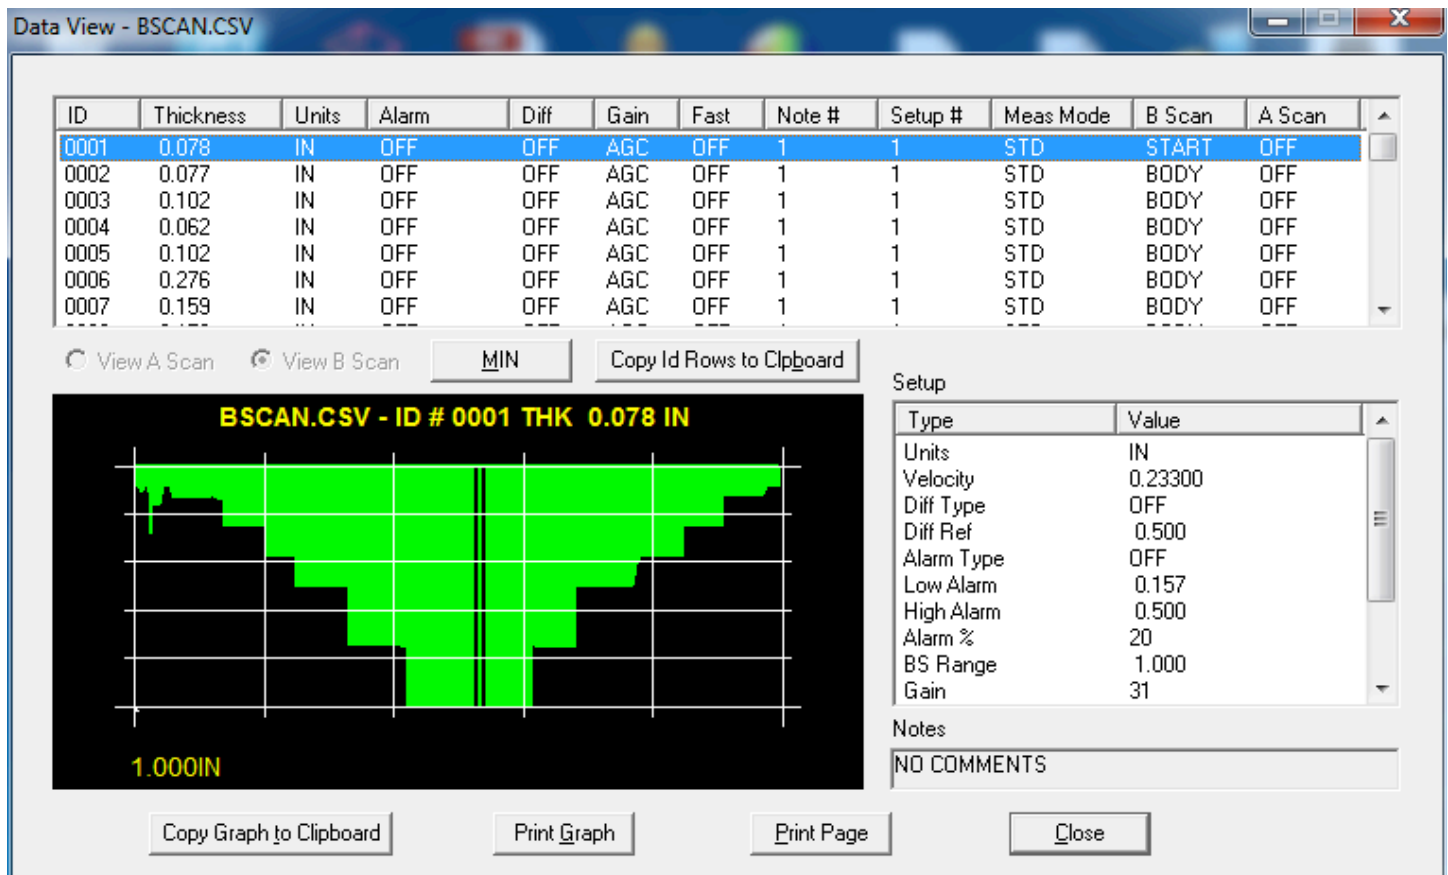 Data View - BSCAN.CSV
ID Thickness Units Alarm Diff Gain Fast Note # Setup # Meas Mode B Scan A Scan
0001 0.078 IN OFF OFF AGC OFF 1 1 STD START OFF
0002 0.077 IN OFF OFF AGC OFF 1 1 STD BODY OFF
0003 0.102 IN OFF OFF AGC OFF 1 1 STD BODY OFF
0004 0.062 IN OFF OFF AGC OFF 1 1 STD BODY OFF
0005 0.102 IN OFF OFF AGC OFF 1 1 STD BODY OFF
0006 0.276 IN OFF OFF AGC OFF 1 1 STD BODY OFF
0007 0.159 IN OFF OFF AGC OFF 1 1 STD BODY OFF
View A Scan View B Scan MIN Copy Id Rows to Clpboard
BSCAN.CSV - ID # 0001 THK 0.078 IN
1.000IN
Setup
Type Value
Units IN
Velocity 0.23300
Diff Type OFF
Diff Ref 0.500
Alarm Type OFF
Low Alarm 0.157
High Alarm 0.500
Alarm % 20
BS Range 1.000
Gain 31
Notes
NO COMMENTS
Copy Graph to Clipboard Print Graph Print Page Close